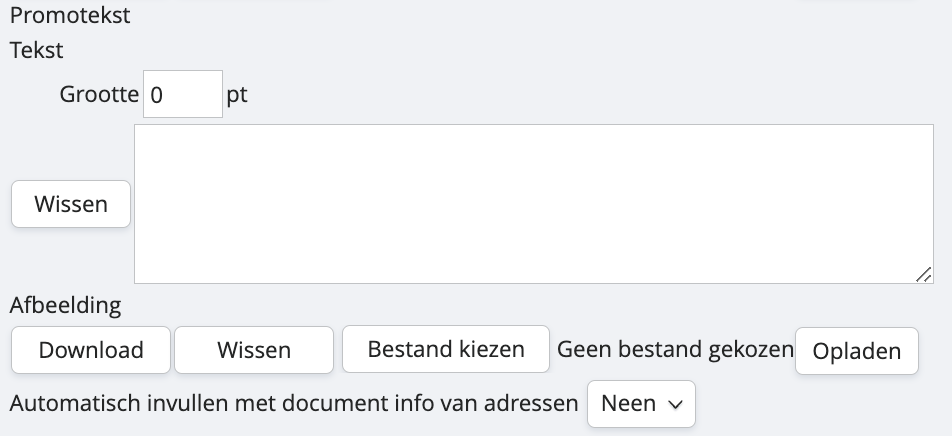 Promotekst
Tekst
Grootte 0 pt
Wissen
Afbeelding
Download Wissen Bestand kiezen Geen bestand gekozen Opladen
Automatisch invullen met document info van adressen Neen